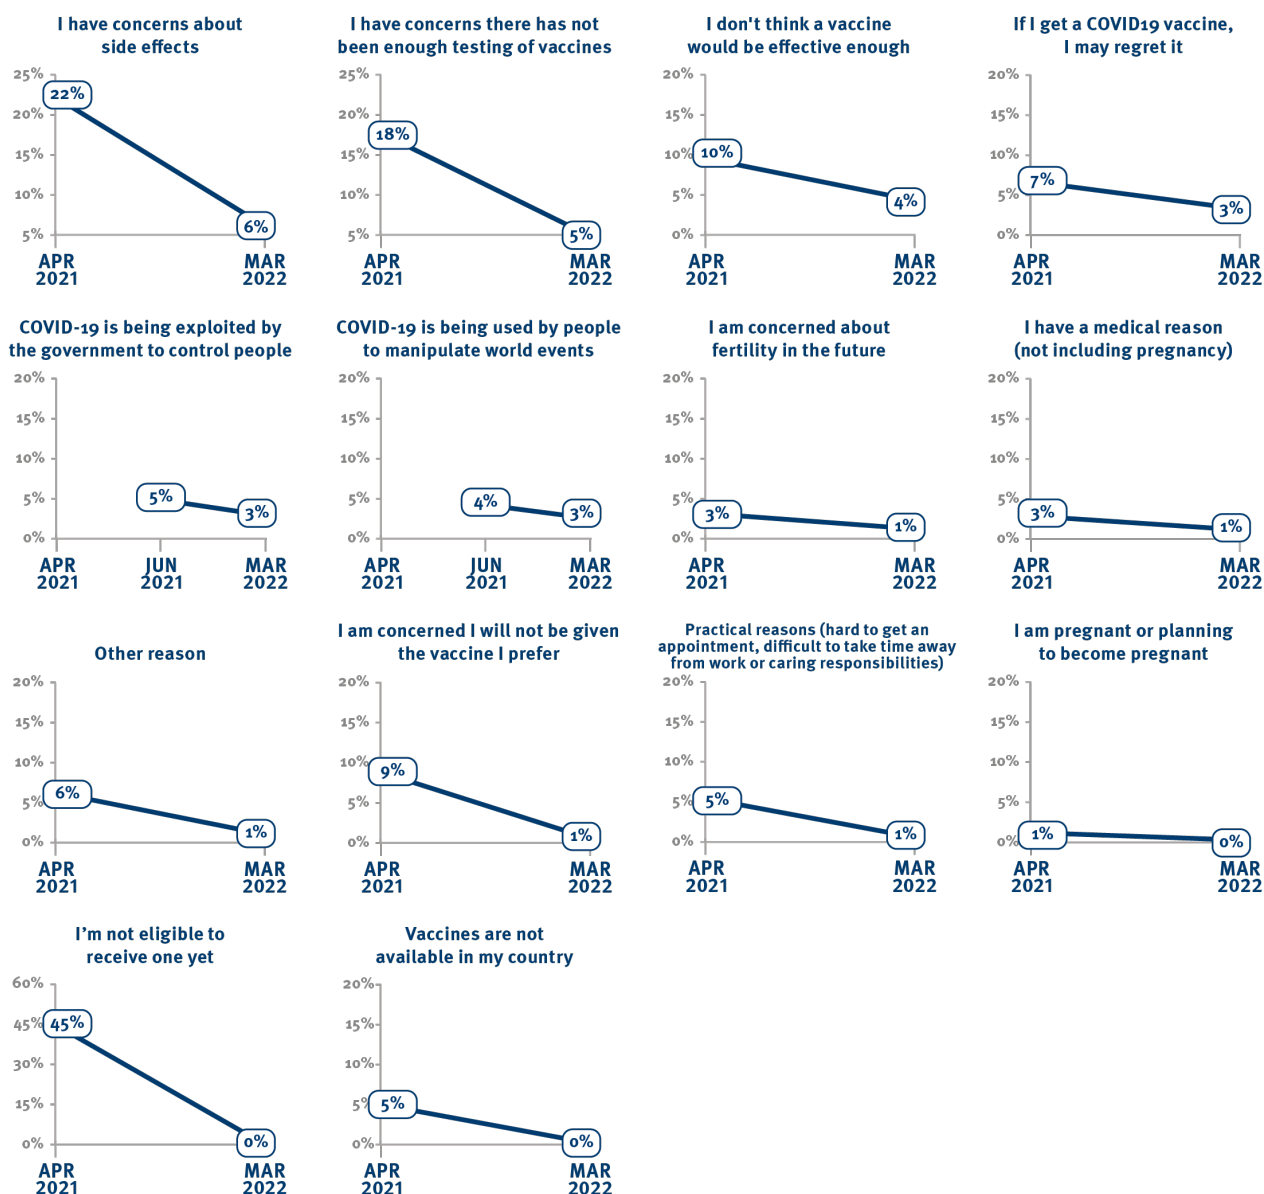 I have concerns about
side effects
25%
20%
15%
10%
5%
22%
6%
APR
2021
MAR
2022
I have concerns there has not
been enough testing of vaccines
25%
20%
15%
10%
5%
18%
5%
APR
2021
MAR
2022
I don't think a vaccine
would be effective enough
20%
15%
10%
5%
0%
10%
4%
APR
2021
MAR
2022
If I get a COVID19 vaccine,
I may regret it
20%
15%
10%
5%
0%
7%
3%
APR
2021
MAR
2022
COVID-19 is being exploited by
the government to control people
20%
15%
10%
5%
0%
5%
3%
APR
2021
JUN
2021
MAR
2022
COVID-19 is being used by people
to manipulate world events
20%
15%
10%
5%
0%
4%
3%
APR
2021
JUN
2021
MAR
2022
I am concerned about
fertility in the future
20%
15%
10%
5%
0%
3%
1%
APR
2021
MAR
2022
I have a medical reason
(not including pregnancy)
20%
15%
10%
5%
0%
3%
1%
APR
2021
MAR
2022
Other reason
20%
15%
10%
5%
0%
6%
1%
APR
2021
MAR
2022
I am concerned I will not be given
the vaccine I prefer
20%
15%
10%
5%
0%
9%
1%
APR
2021
MAR
2022
Practical reasons (hard to get an
appointment, difficult to take time away
from work or caring responsibilities)
20%
15%
10%
5%
0%
5%
1%
APR
2021
MAR
2022
I am pregnant or planning
to become pregnant
20%
15%
10%
5%
0%
1%
0%
APR
2021
MAR
2022
I’m not eligible to
receive one yet
60%
45%
30%
15%
0%
45%
0%
APR
2021
MAR
2022
Vaccines are not
available in my country
20%
15%
10%
5%
0%
5%
0%
APR
2021
MAR
2022